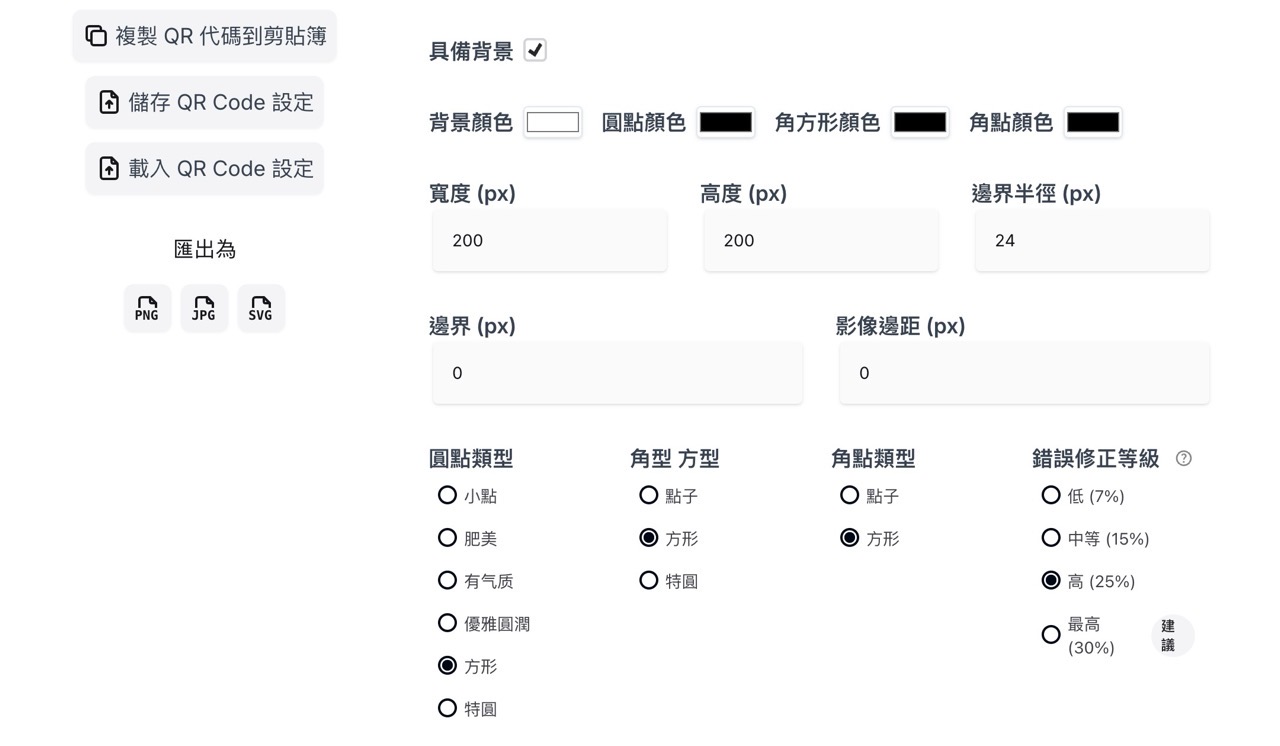 複製 QR 代碼到剪貼簿
儲存 QR Code 設定
載入 QR Code 設定
匯出為
PNG JPG SVG
具備背景
背景顏色 圓點顏色 角方形顏色 角點顏色
寬度 (px) 高度 (px) 邊界半徑 (px)
200 200 24
邊界 (px) 影像邊距 (px)
0 0
圓點類型
小點
肥美
有气质
優雅圓潤
方形
特圓
角型 方型
點子
方形
特圓
角點類型
點子
方形
錯誤修正等級 ?
低 (7%)
中等 (15%)
高 (25%)
最高
(30%)
建
議